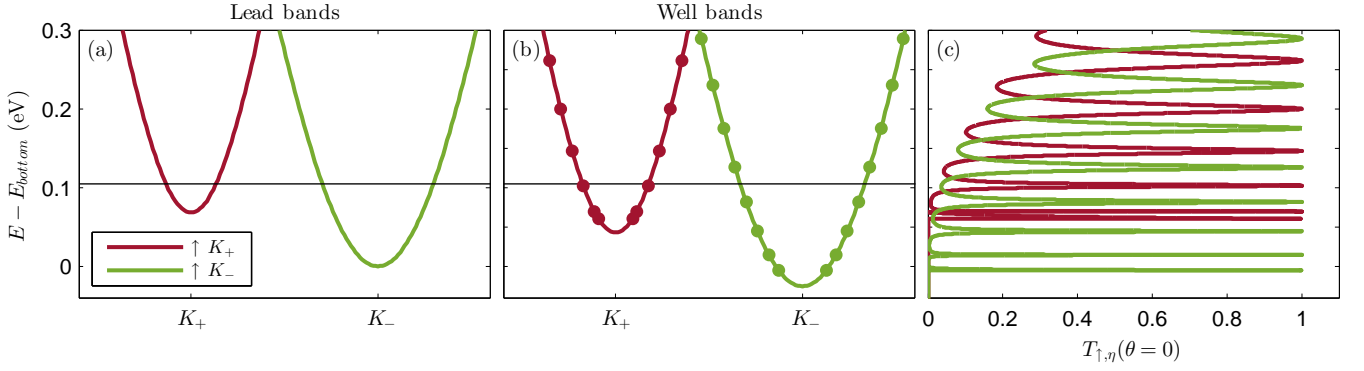 Lead bands
Well bands
(a)
(b)
(c)
E − E_bottom (eV)
0.3
0.2
0.1
0
↑ K₊
↑ K₋
K₊
K₋
K₊
K₋
0
0.2
0.4
0.6
0.8
1
T↑,η(θ = 0)